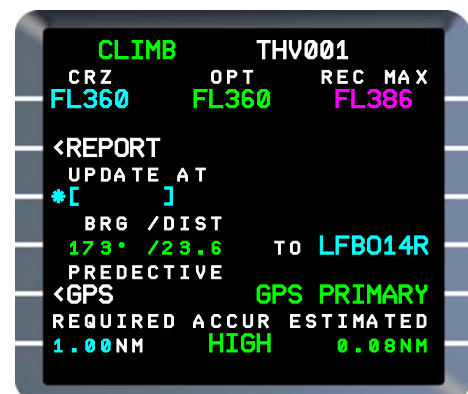 CLIMB THV001
CRZ OPT REC MAX
FL360 FL360 FL386
<REPORT
UPDATE AT
*[ ]
BRG /DIST
173° /23.6 TO LFBO14R
PREDECTIVE
<GPS GPS PRIMARY
REQUIRED ACCUR ESTIMATED
1.00NM HIGH 0.08NM